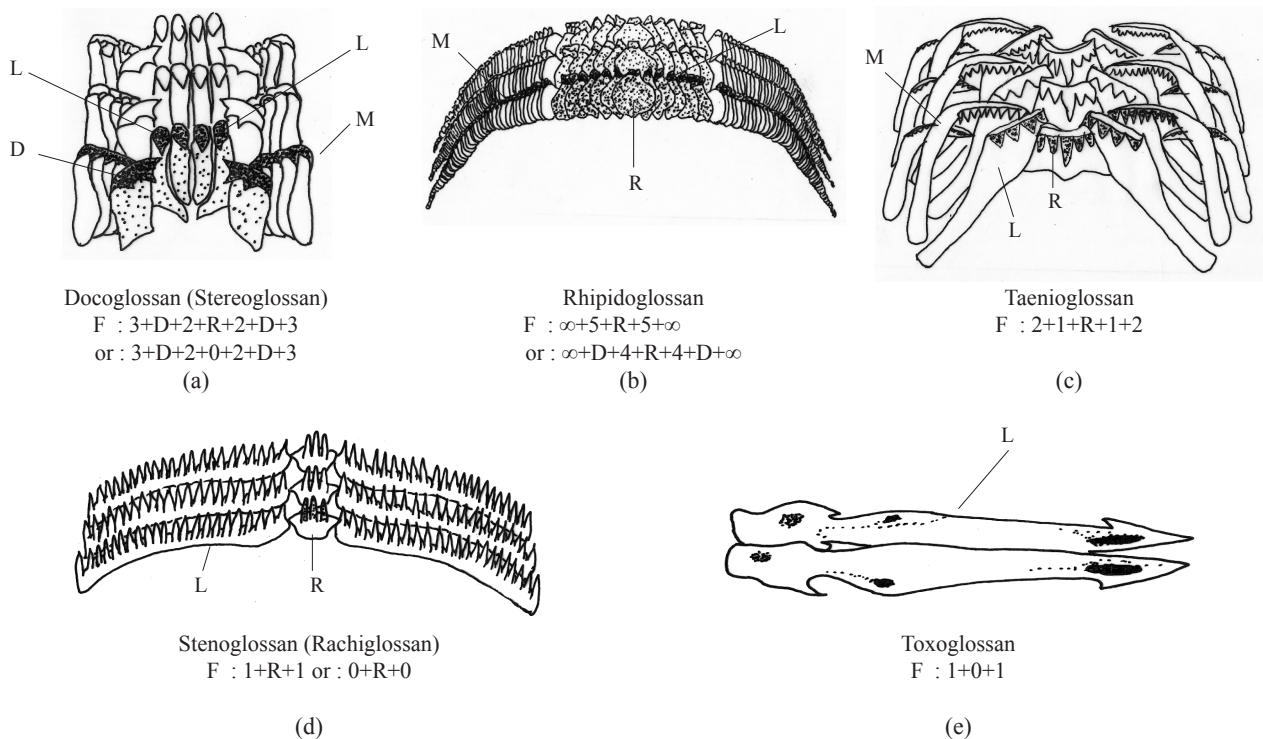 L
L
M
D
Docoglossan (Stereoglossan)
F : 3+D+2+R+2+D+3
or : 3+D+2+0+2+D+3
(a)
M
L
R
Rhipidoglossan
F : ∞+5+R+5+∞
or : ∞+D+4+R+4+D+∞
(b)
M
R
L
Taenioglossan
F : 2+1+R+1+2
(c)
L
R
Stenoglossan (Rachiglossan)
F : 1+R+1 or : 0+R+0
(d)
L
Toxoglossan
F : 1+0+1
(e)